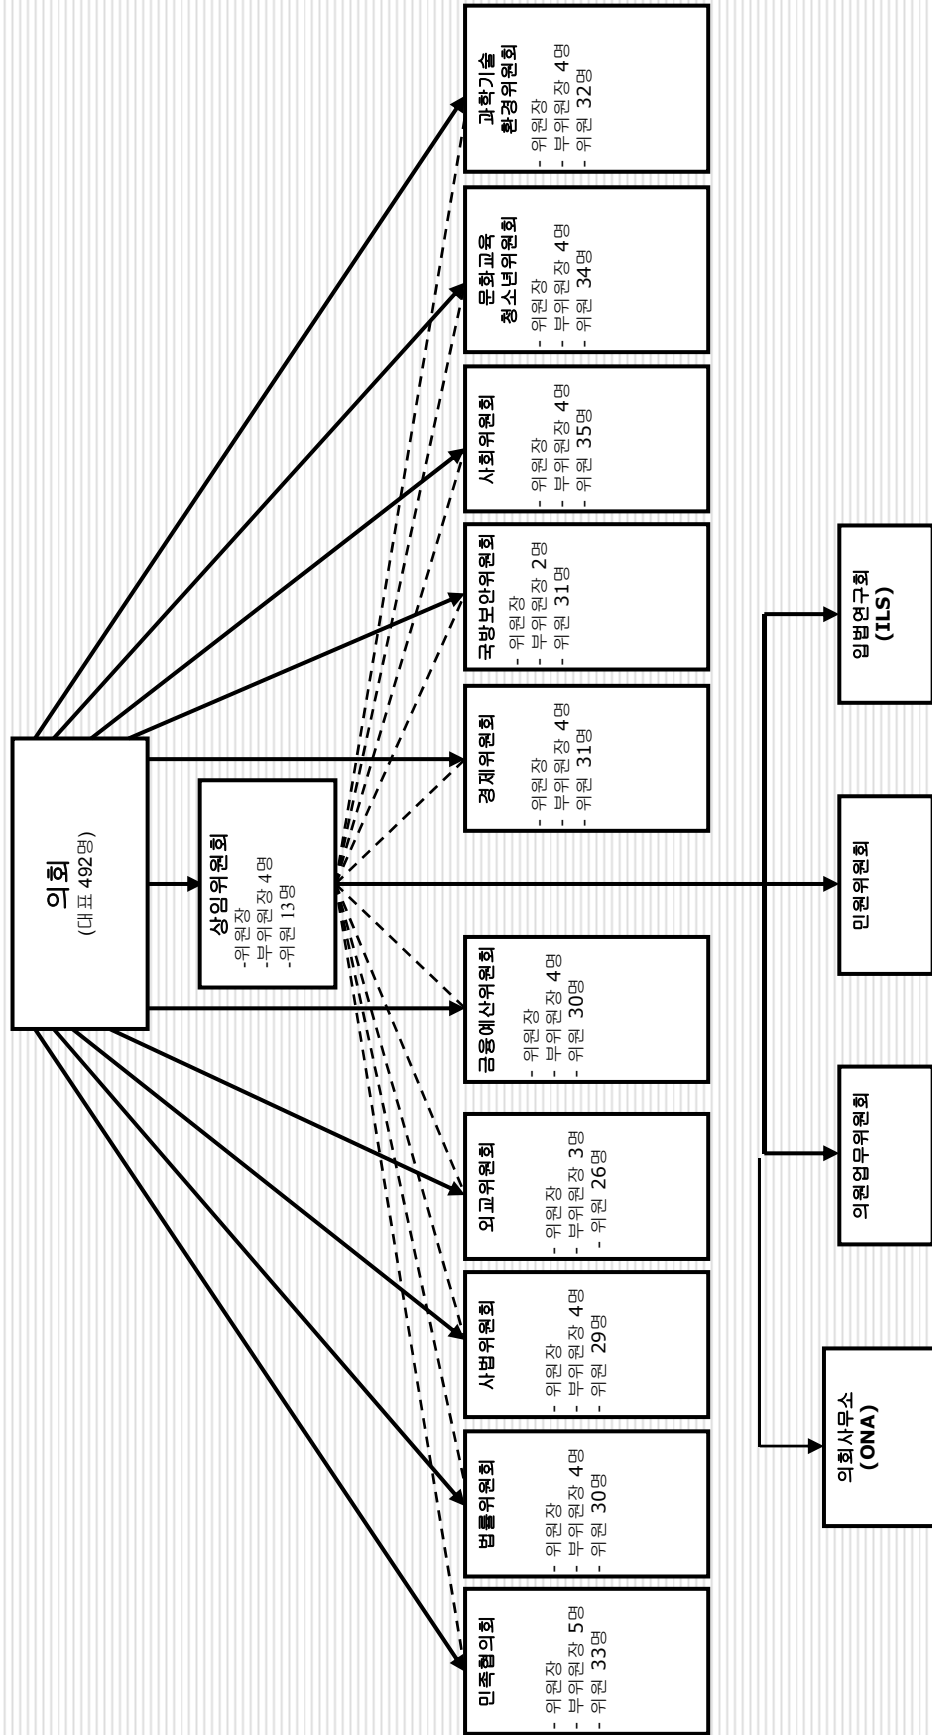 의회
(대표 492명)
상임위원회
-위원장
- 부위원장 4명
-위원 13명
민족협의회
- 위원장
- 부위원장 5명
- 위원 33명
법률위원회
- 위원장
- 부위원장 4명
- 위원 30명
사법위원회
- 위원장
- 부위원장 4명
- 위원 29명
외교위원회
- 위원장
- 부위원장 3명
- 위원 26명
금융예산위원회
- 위원장
- 부위원장 4명
- 위원 30명
경제위원회
- 위원장
- 부위원장 4명
- 위원 31명
국방보안위원회
- 위원장
- 부위원장 2명
- 위원 31명
사회위원회
- 위원장
- 부위원장 4명
- 위원 35명
문화교육
청소년위원회
- 위원장
- 부위원장 4명
- 위원 34명
과학기술
환경위원회
- 위원장
- 부위원장 4명
- 위원 32명
의회사무소
(ONA)
의원업무위원회
민원위원회
입법연구회
(ILS)